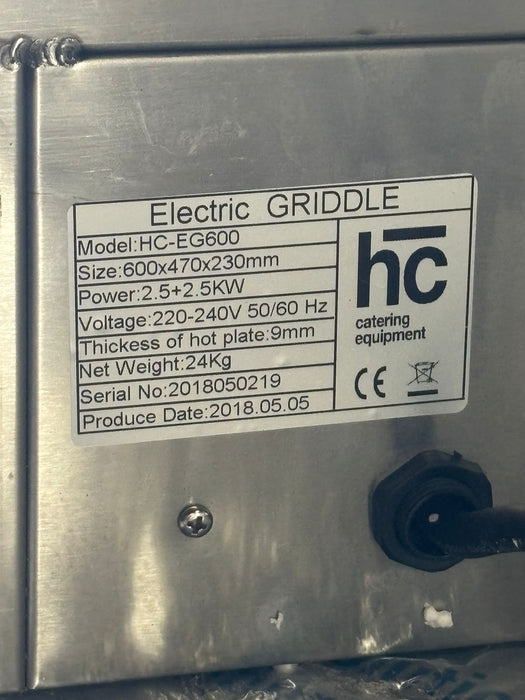 Electric GRIDDLE
Model:HC-EG600
Size:600x470x230mm
Power:2.5+2.5KW
Voltage:220-240V 50/60 Hz
Thickess of hot plate:9mm
Net Weight:24Kg
Serial No:2018050219
Produce Date:2018.05.05
hc
catering
equipment
CE